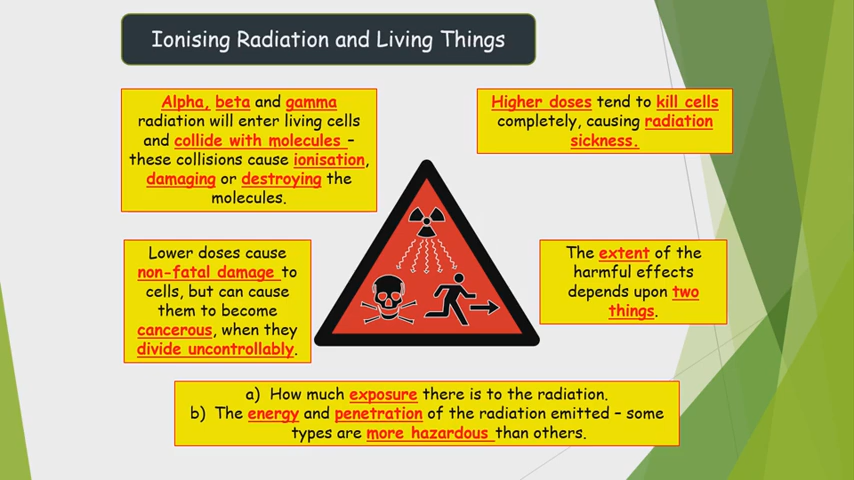 Ionising Radiation and Living Things
Alpha, beta and gamma
radiation will enter living cells
and collide with molecules –
these collisions cause ionisation,
damaging or destroying the
molecules.
Higher doses tend to kill cells
completely, causing radiation
sickness.
Lower doses cause
non-fatal damage to
cells, but can cause
them to become
cancerous, when they
divide uncontrollably.
The extent of the
harmful effects
depends upon two
things.
a) How much exposure there is to the radiation.
b) The energy and penetration of the radiation emitted – some
types are more hazardous than others.